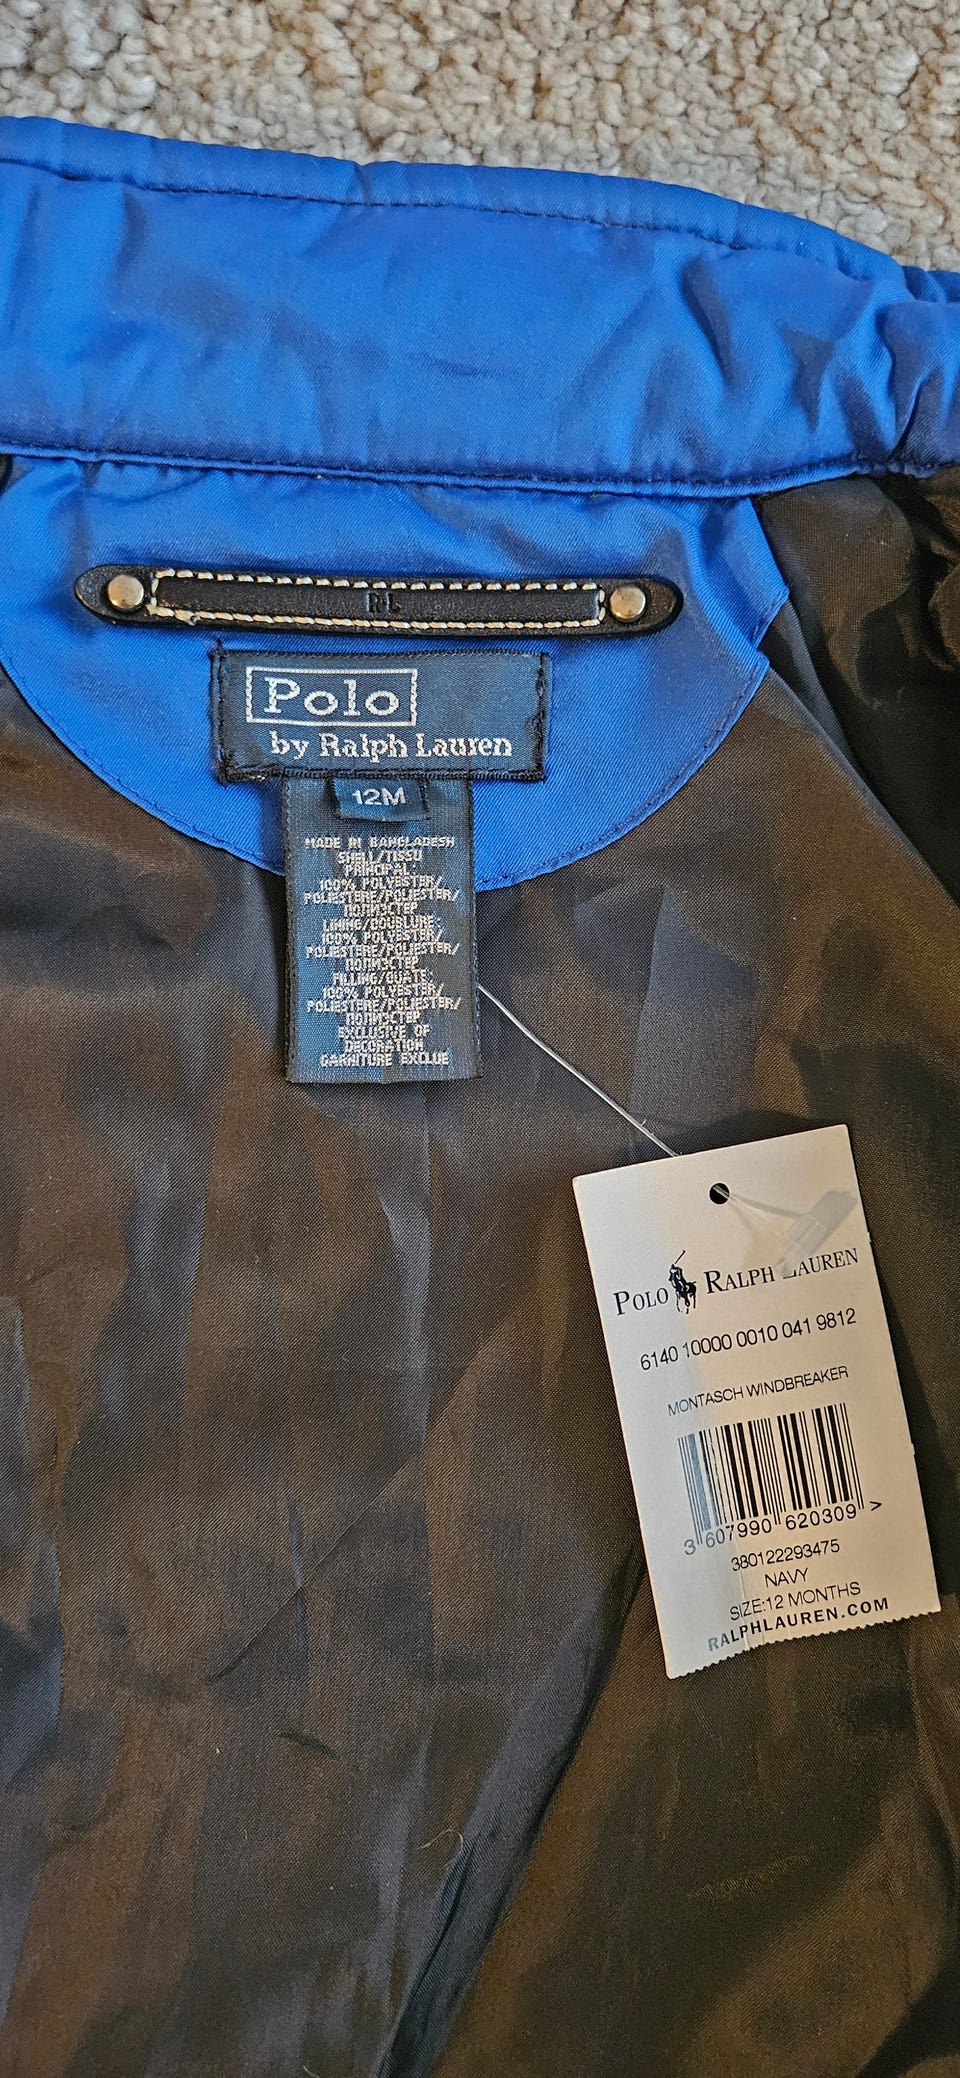 RL
Polo
by Ralph Lauren
12M
MADE IN BANGLADESH
SHELL/TISSU
PRINCIPAL:
100% POLYESTER/
POLIESTERE/POLIESTER/
ПОЛИЭСТЕР
LINING/DOUBLURE:
100% POLYESTER/
POLIESTERE/POLIESTER/
ПОЛИЭСТЕР
FILLING/OUATE:
100% POLYESTER/
POLIESTERE/POLIESTER/
ПОЛИЭСТЕР
EXCLUSIVE OF
DECORATION
GARNITURE EXCLUE
POLO RALPH LAUREN
6140 10000 0010 041 9812
MONTASCH WINDBREAKER
3 607990 620309 >
380122293475
NAVY
SIZE:12 MONTHS
RALPHLAUREN.COM